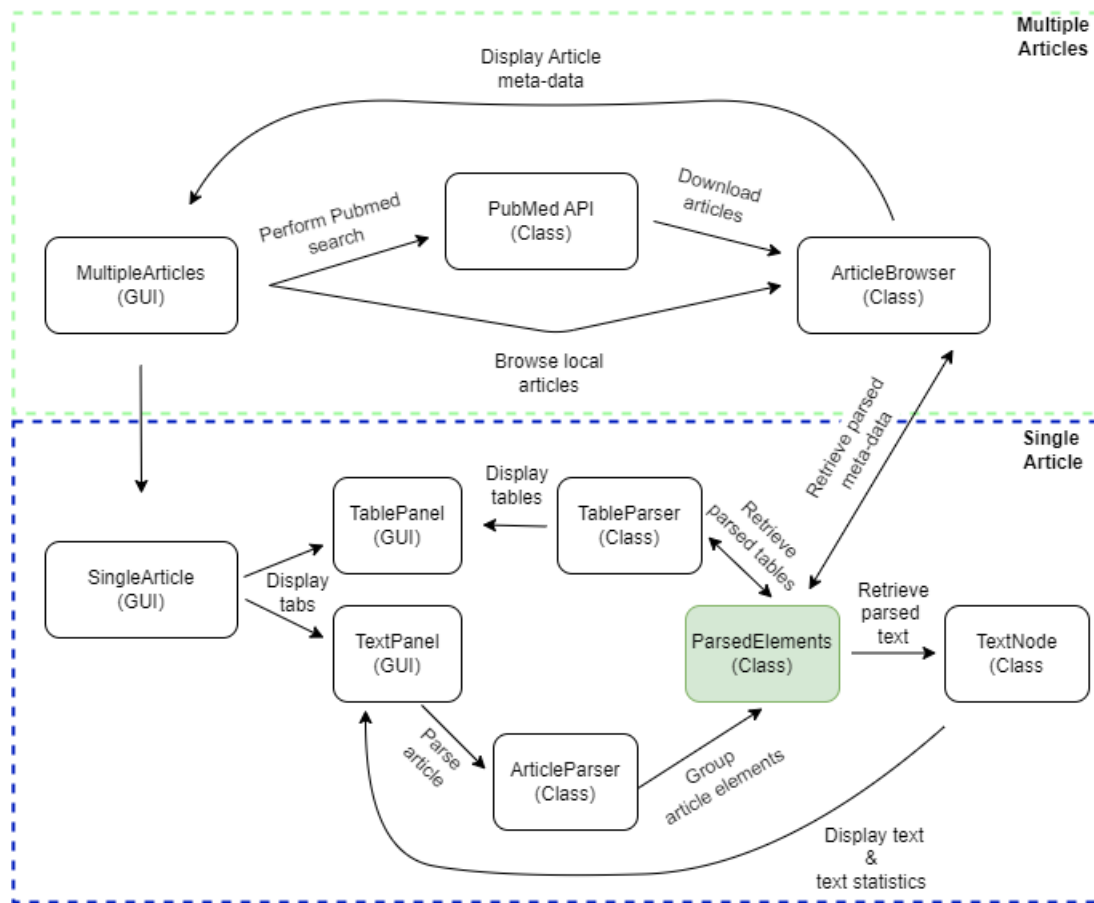 Multiple
Articles
Display Article
meta-data
Perform Pubmed
search
PubMed API
(Class)
Download
articles
MultipleArticles
(GUI)
ArticleBrowser
(Class)
Browse local
articles
Retrieve parsed
meta-data
Single
Article
Display
tables
TablePanel
(GUI)
TableParser
(Class)
Retrieve
parsed tables
SingleArticle
(GUI)
Display
tabs
TextPanel
(GUI)
ParsedElements
(Class)
Retrieve
parsed
text
TextNode
(Class
Parse
article
ArticleParser
(Class)
Group
article elements
Display text
&
text statistics